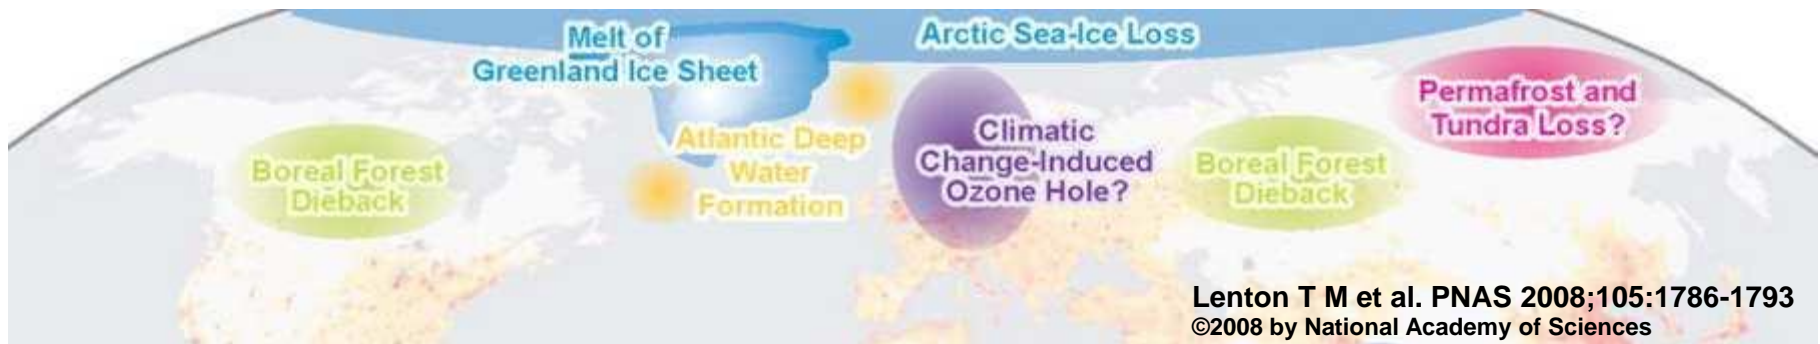 Melt of
Greenland Ice Sheet
Arctic Sea-Ice Loss
Permafrost and
Tundra Loss?
Atlantic Deep
Water
Formation
Climatic
Change-Induced
Ozone Hole?
Boreal Forest
Dieback
Boreal Forest
Dieback
Lenton T M et al. PNAS 2008;105:1786-1793
©2008 by National Academy of Sciences